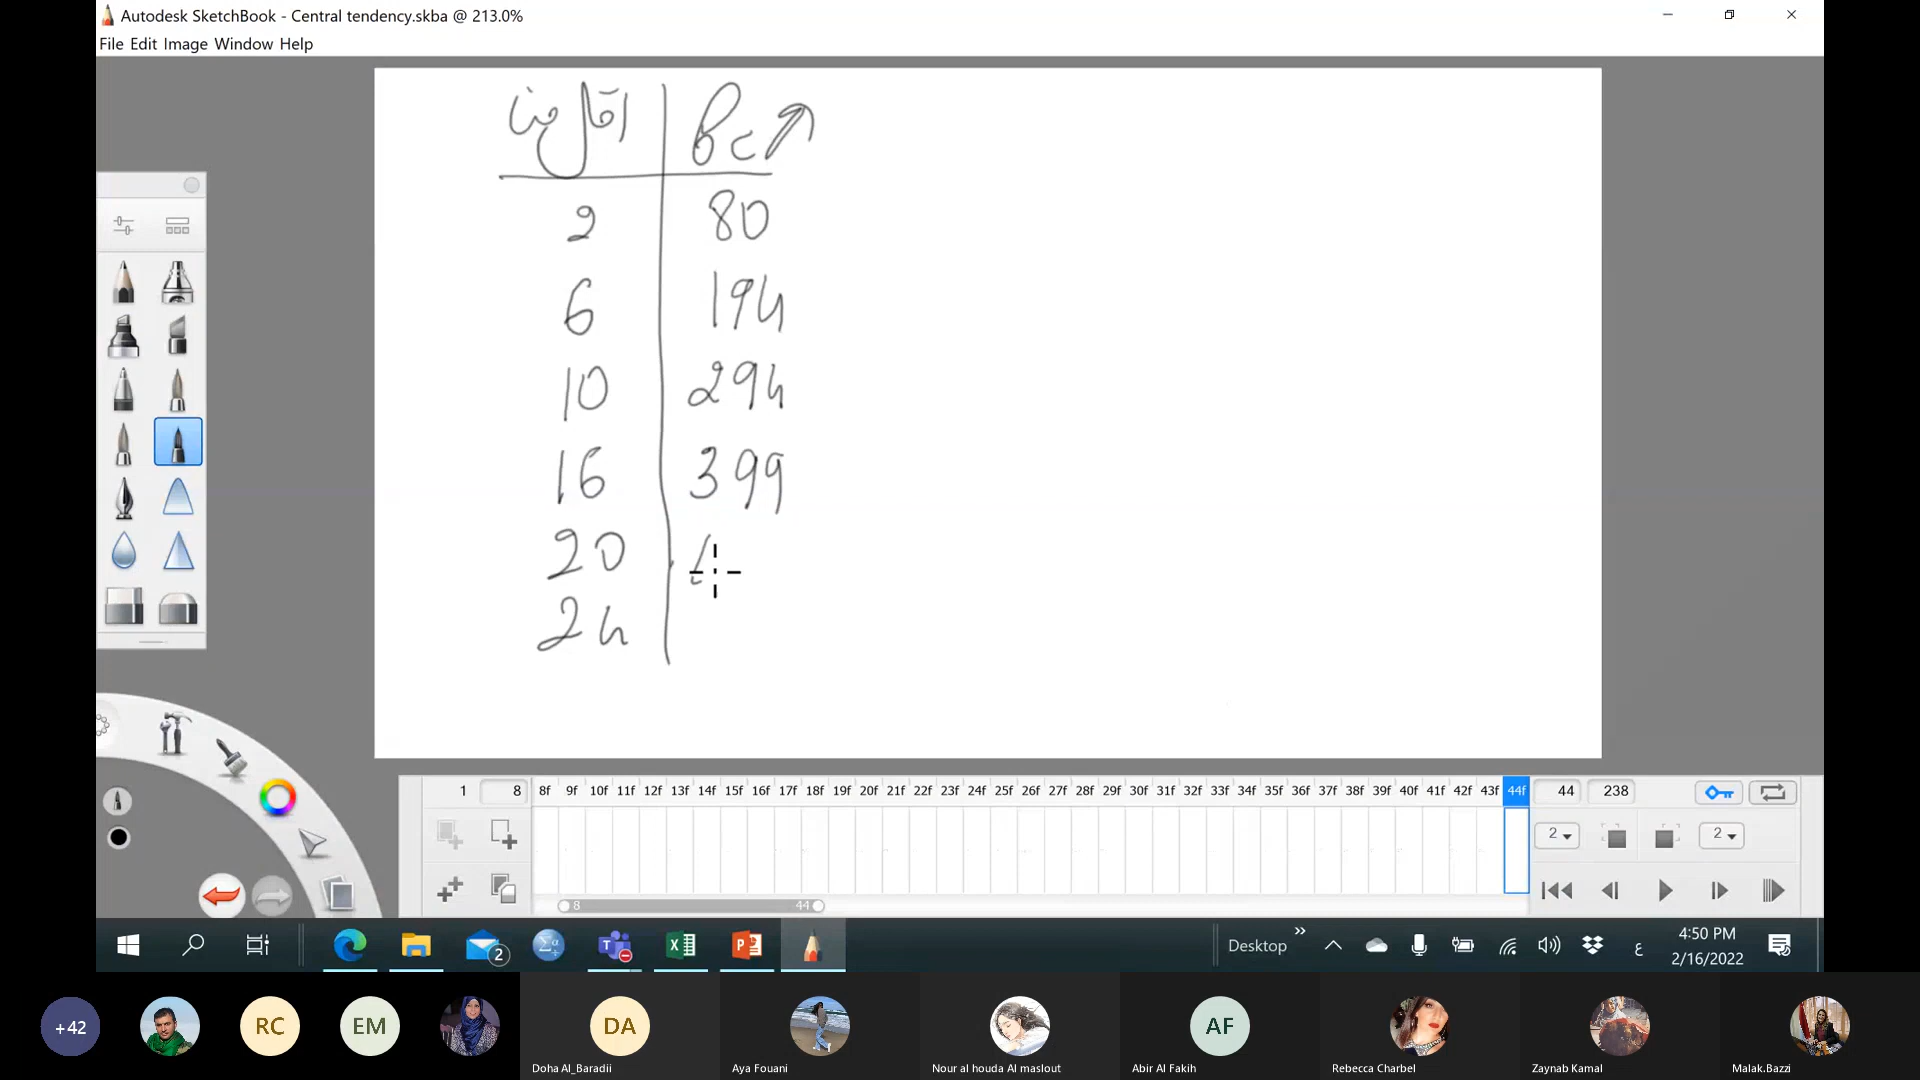 Autodesk SketchBook - Central tendency.skba @ 213.0%
File Edit Image Window Help
أقل من
2 80
6 194
10 294
16 399
20
24
1 8 8f 9f 10f 11f 12f 13f 14f 15f 16f 17f 18f 19f 20f 21f 22f 23f 24f 25f 26f 27f 28f 29f 30f 31f 32f 33f 34f 35f 36f 37f 38f 39f 40f 41f 42f 43f 44f 44 238
2 2
8 44
2
Desktop
ع
4:50 PM
2/16/2022
+42 RC EM DA AF
Doha Al_Baradii Aya Fouani Nour al houda Al maslout Abir Al Fakih Rebecca Charbel Zaynab Kamal Malak.Bazzi